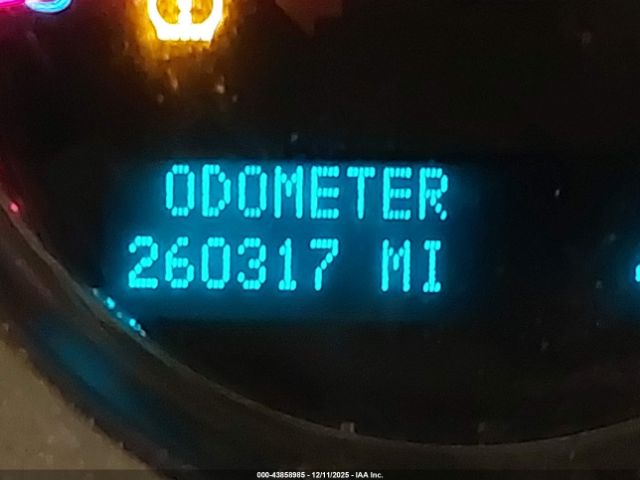 ODOMETER
260317 MI
000-43858985 - 12/11/2025 - IAA Inc.